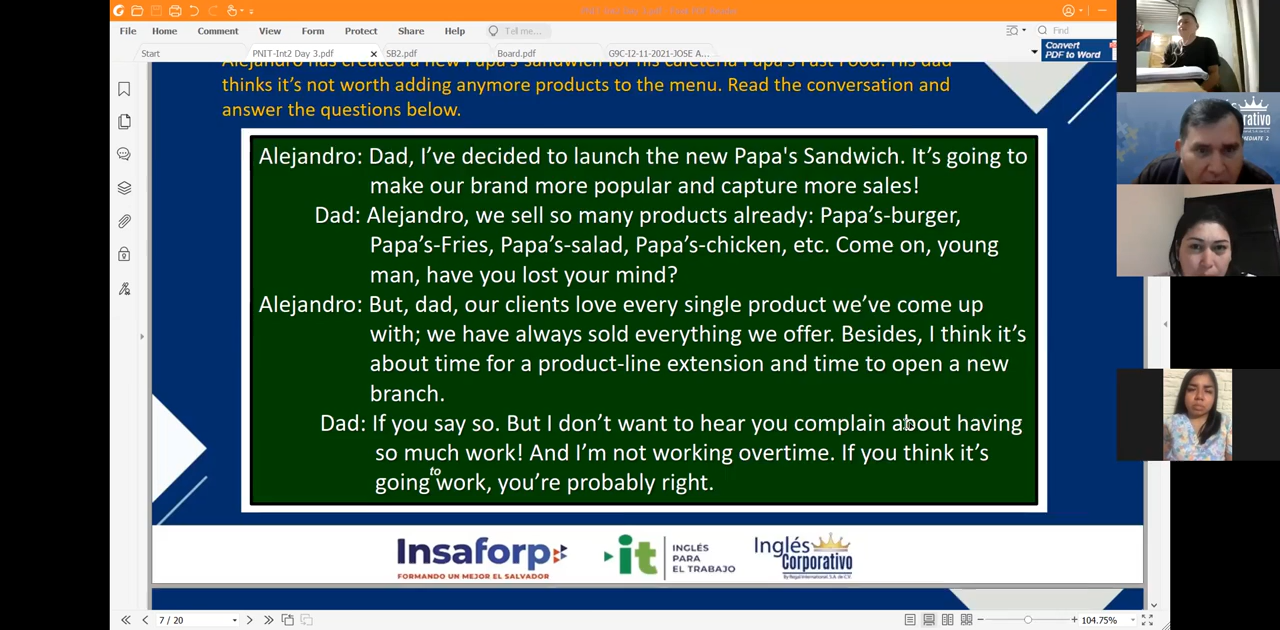 File Home Comment View Form Protect Share Help Tell me... Find
Start PNIT-Int2 Day 3.pdf SB2.pdf Board.pdf G9C-I2-11-2021-JOSE A...
Convert
PDF to Word
Alejandro has created a new Papa's Sandwich for his cafeteria Papa's Fast Food. His dad
thinks it's not worth adding anymore products to the menu. Read the conversation and
answer the questions below.
Alejandro: Dad, I've decided to launch the new Papa's Sandwich. It's going to
make our brand more popular and capture more sales!
Dad: Alejandro, we sell so many products already: Papa's-burger,
Papa's-Fries, Papa's-salad, Papa's-chicken, etc. Come on, young
man, have you lost your mind?
Alejandro: But, dad, our clients love every single product we've come up
with; we have always sold everything we offer. Besides, I think it's
about time for a product-line extension and time to open a new
branch.
Dad: If you say so. But I don't want to hear you complain about having
so much work! And I'm not working overtime. If you think it's
to
going work, you're probably right.
Insaforp
FORMANDO UN MEJOR EL SALVADOR
it
INGLÉS
PARA
EL TRABAJO
Inglés
Corporativo
By Regal International, S.A. de C.V.
7 / 20
104.75%